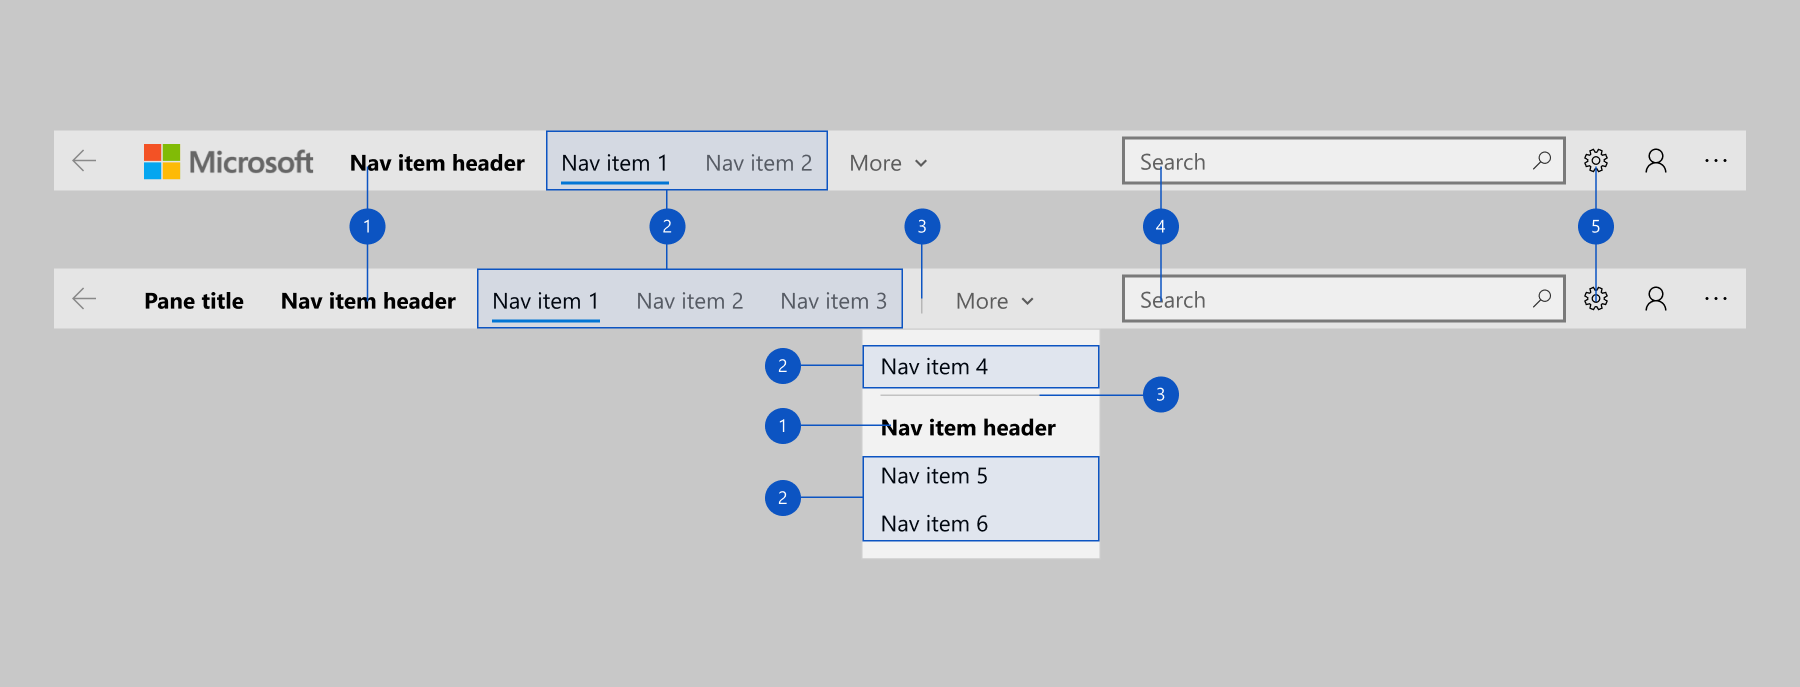 Microsoft Nav item header Nav item 1 Nav item 2 More Search
1 2 3 4 5
Pane title Nav item header Nav item 1 Nav item 2 Nav item 3 More Search
2 Nav item 4
3
1 Nav item header
Nav item 5
2
Nav item 6